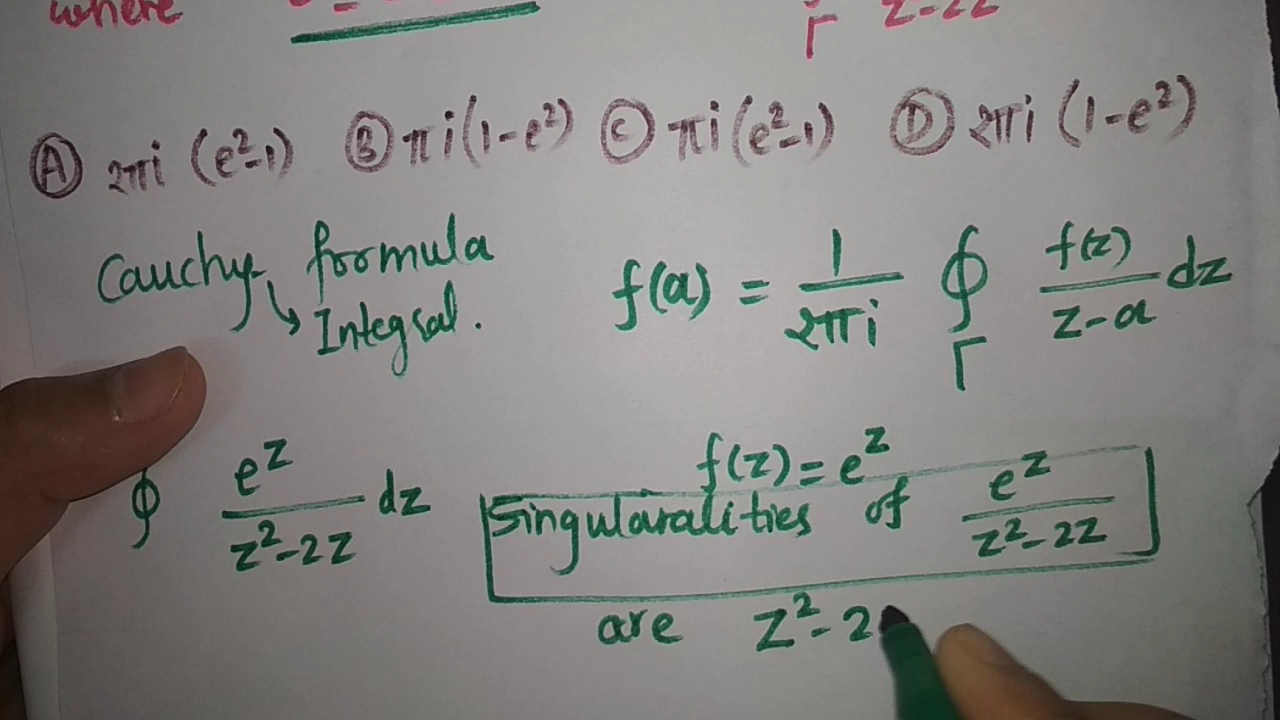 where
Γ z-2z
Ⓐ 2πi (e²-1) Ⓑ πi(1-e²) Ⓒ πi(e²-1) Ⓓ 2πi (1-e²)
Cauchy formula
↳ Integral.
f(a) = 1/2πi ∮_Γ f(z)/z-a dz
∮ e^z/z²-2z dz
f(z) = e^z
Singularalities of e^z/z²-2z
are z²-2